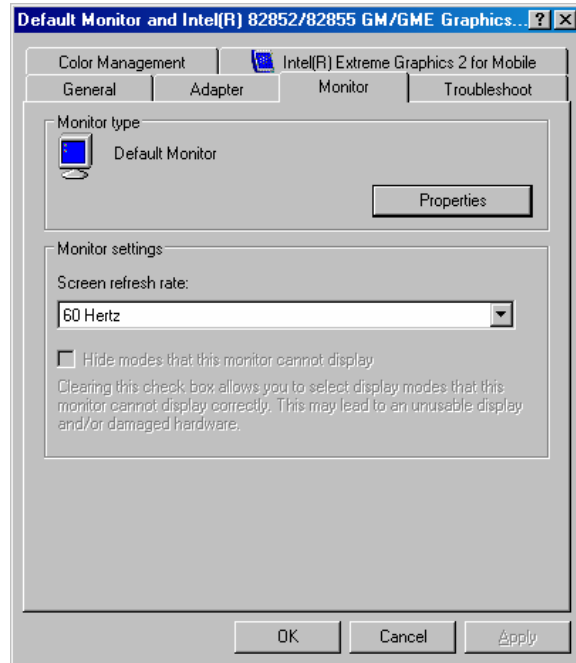 Default Monitor and Intel(R) 82852/82855 GM/GME Graphics...
Color Management
Intel(R) Extreme Graphics 2 for Mobile
General
Adapter
Monitor
Troubleshoot
Monitor type
Default Monitor
Properties
Monitor settings
Screen refresh rate:
60 Hertz
Hide modes that this monitor cannot display
Clearing this check box allows you to select display modes that this
monitor cannot display correctly. This may lead to an unusable display
and/or damaged hardware.
OK
Cancel
Apply